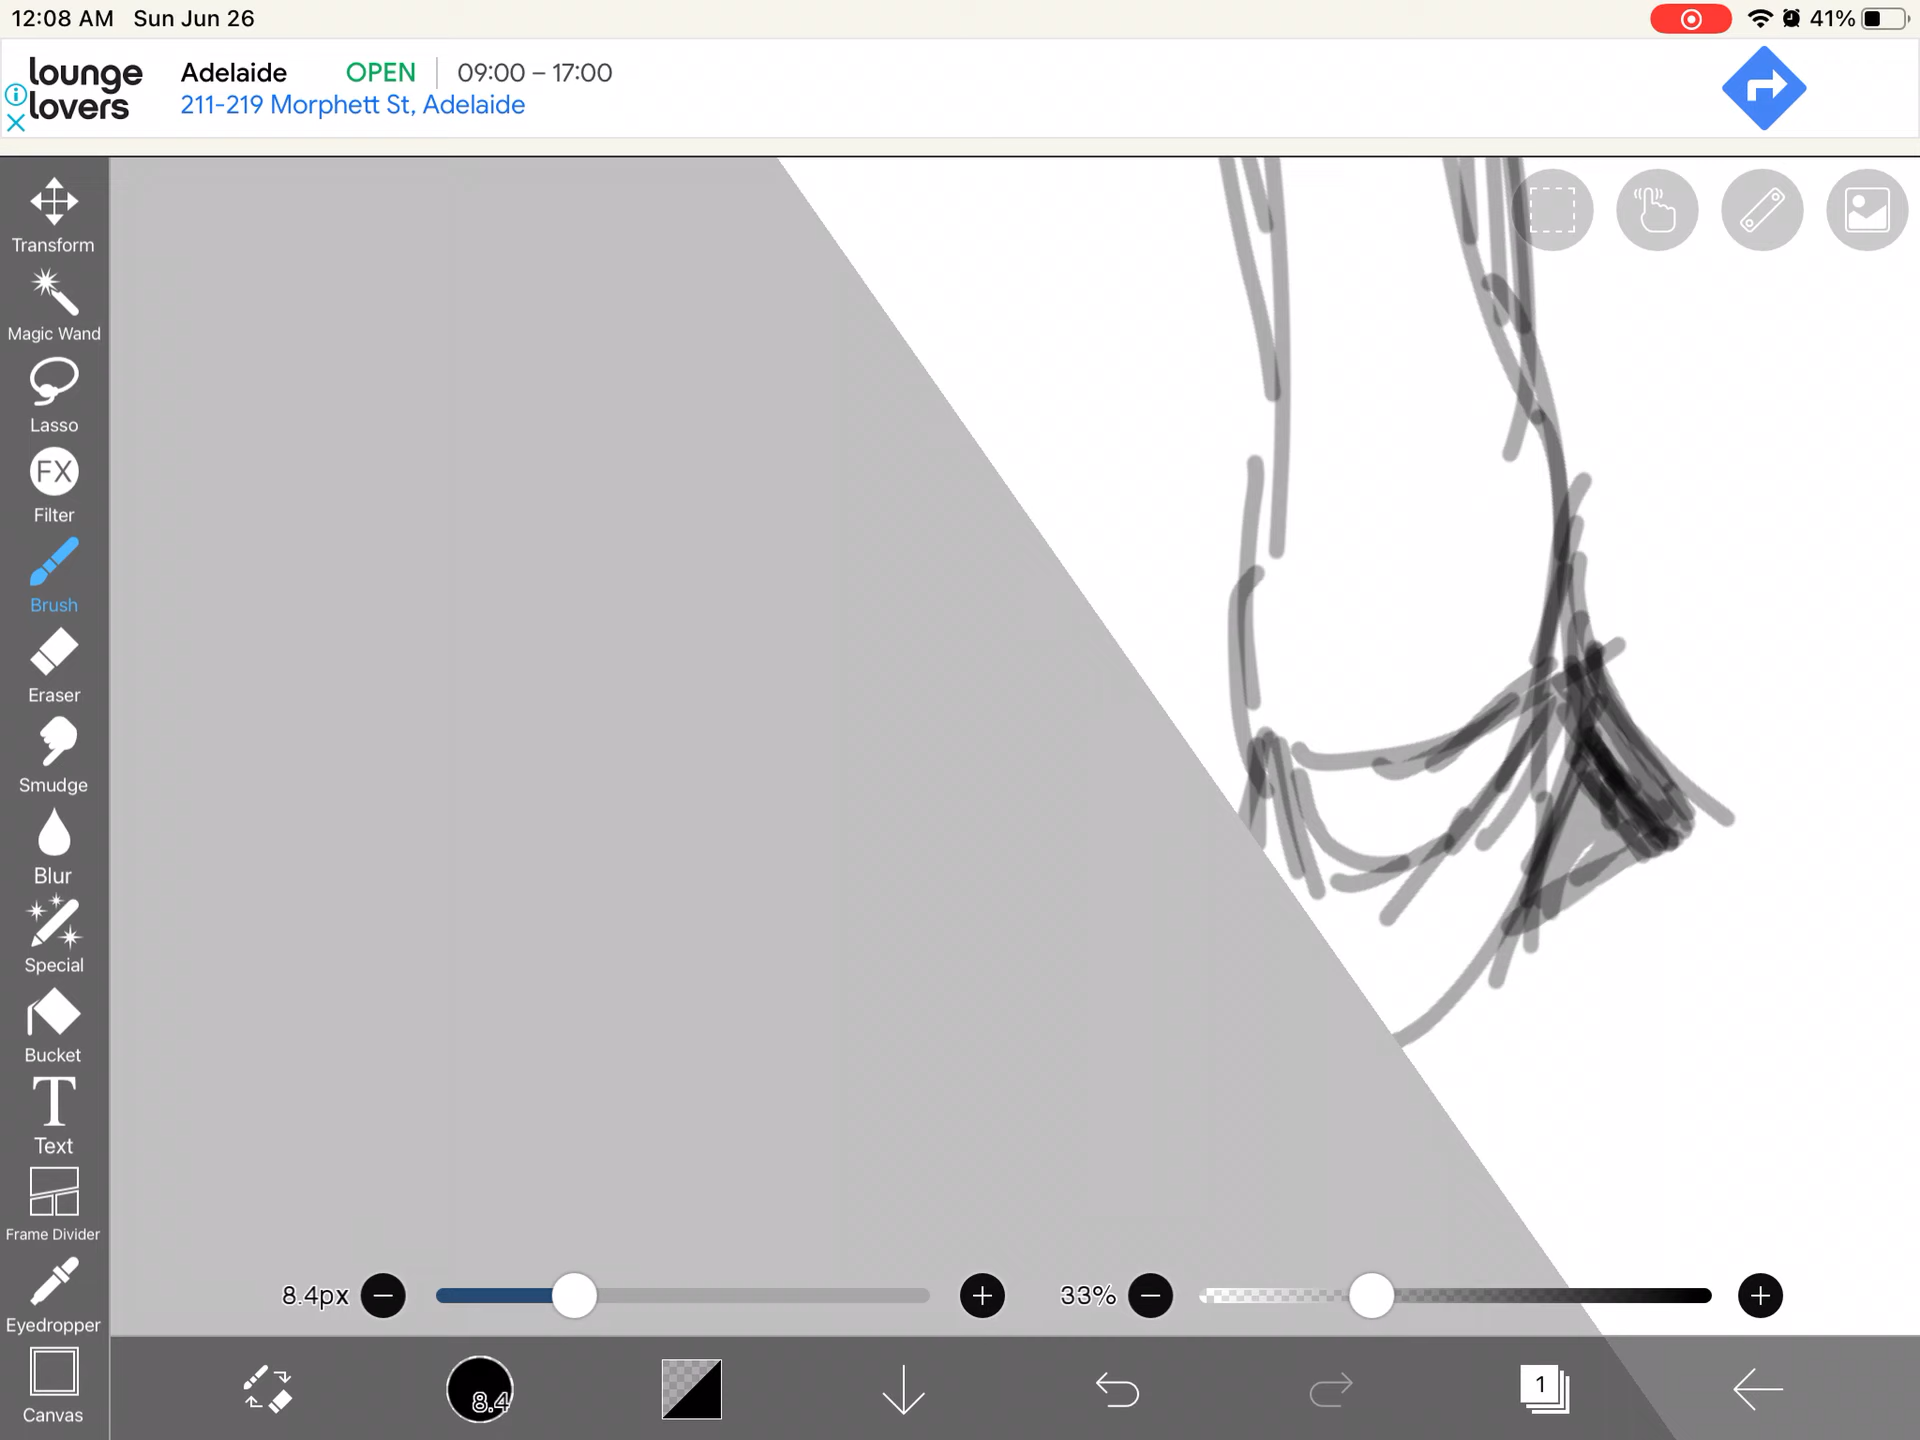 12:08 AM Sun Jun 26
41%
lounge
lovers
Adelaide OPEN 09:00 – 17:00
211-219 Morphett St, Adelaide
Transform
Magic Wand
Lasso
FX
Filter
Brush
Eraser
Smudge
Blur
Special
Bucket
T
Text
Frame Divider
Eyedropper
Canvas
8.4px
33%
8.4
1